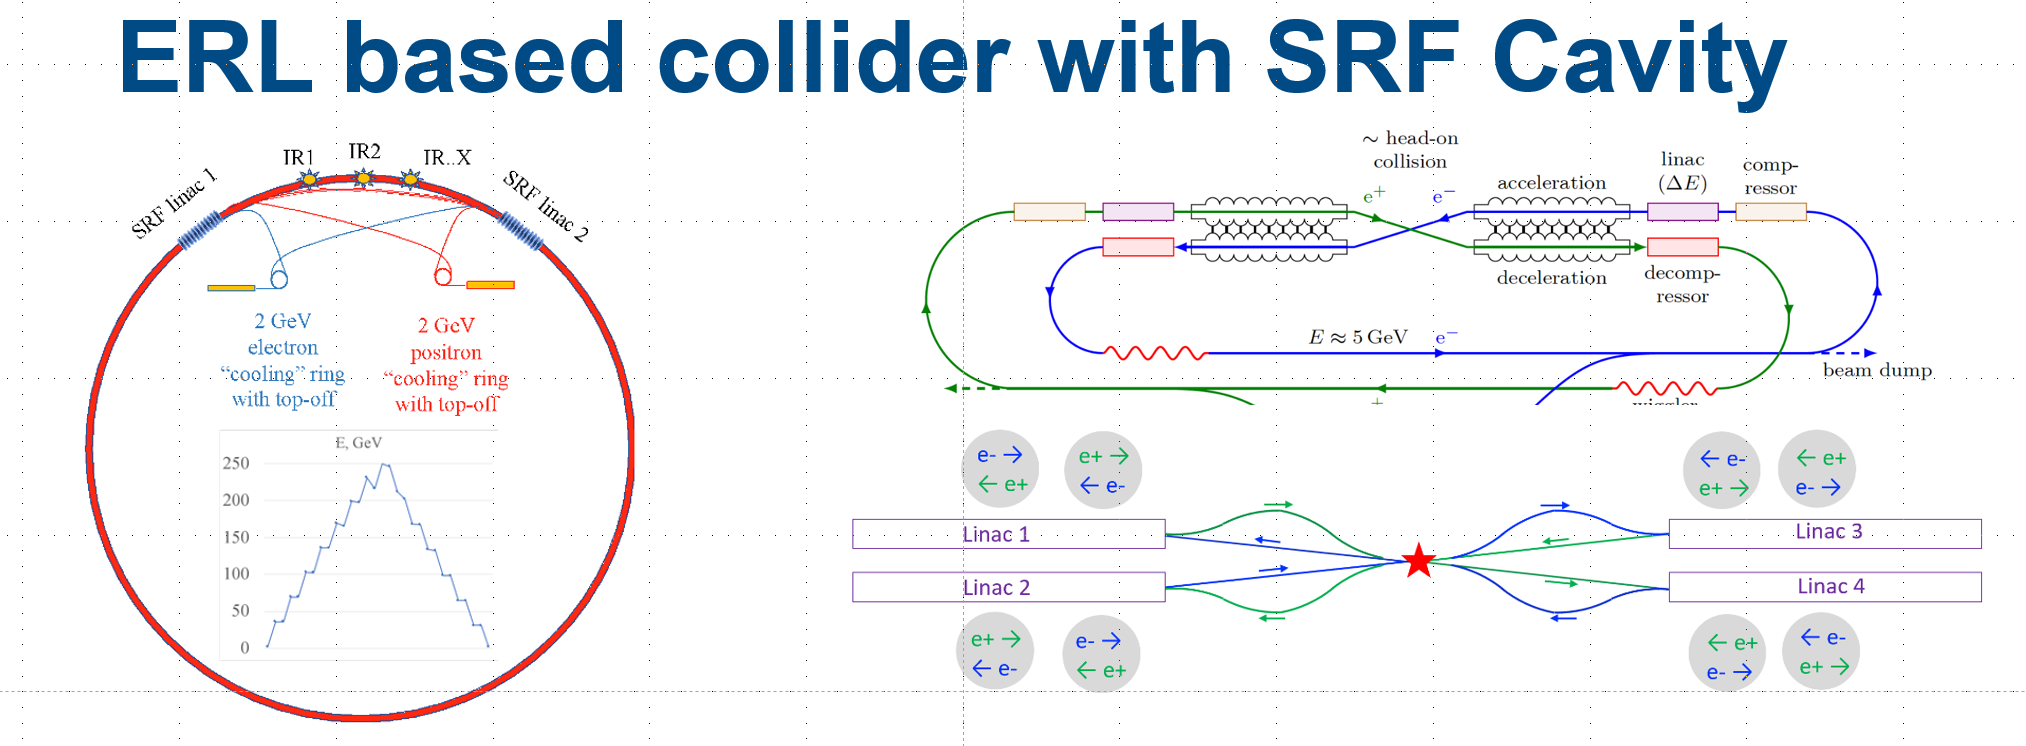 ERL based collider with SRF Cavity
IR1
IR2
IR..X
SRF linac 1
SRF linac 2
2 GeV
electron
“cooling” ring
with top-off
2 GeV
positron
“cooling” ring
with top-off
E, GeV
250
200
150
100
50
0
∼ head-on
collision
e+
e−
acceleration
deceleration
linac
(ΔE)
comp-
ressor
decomp-
ressor
E ≈ 5 GeV
e−
beam dump
e- →
← e+
e+ →
← e-
← e-
e+ →
← e+
e- →
Linac 1
Linac 2
Linac 3
Linac 4
e+ →
← e-
e- →
← e+
← e+
e- →
← e-
e+ →